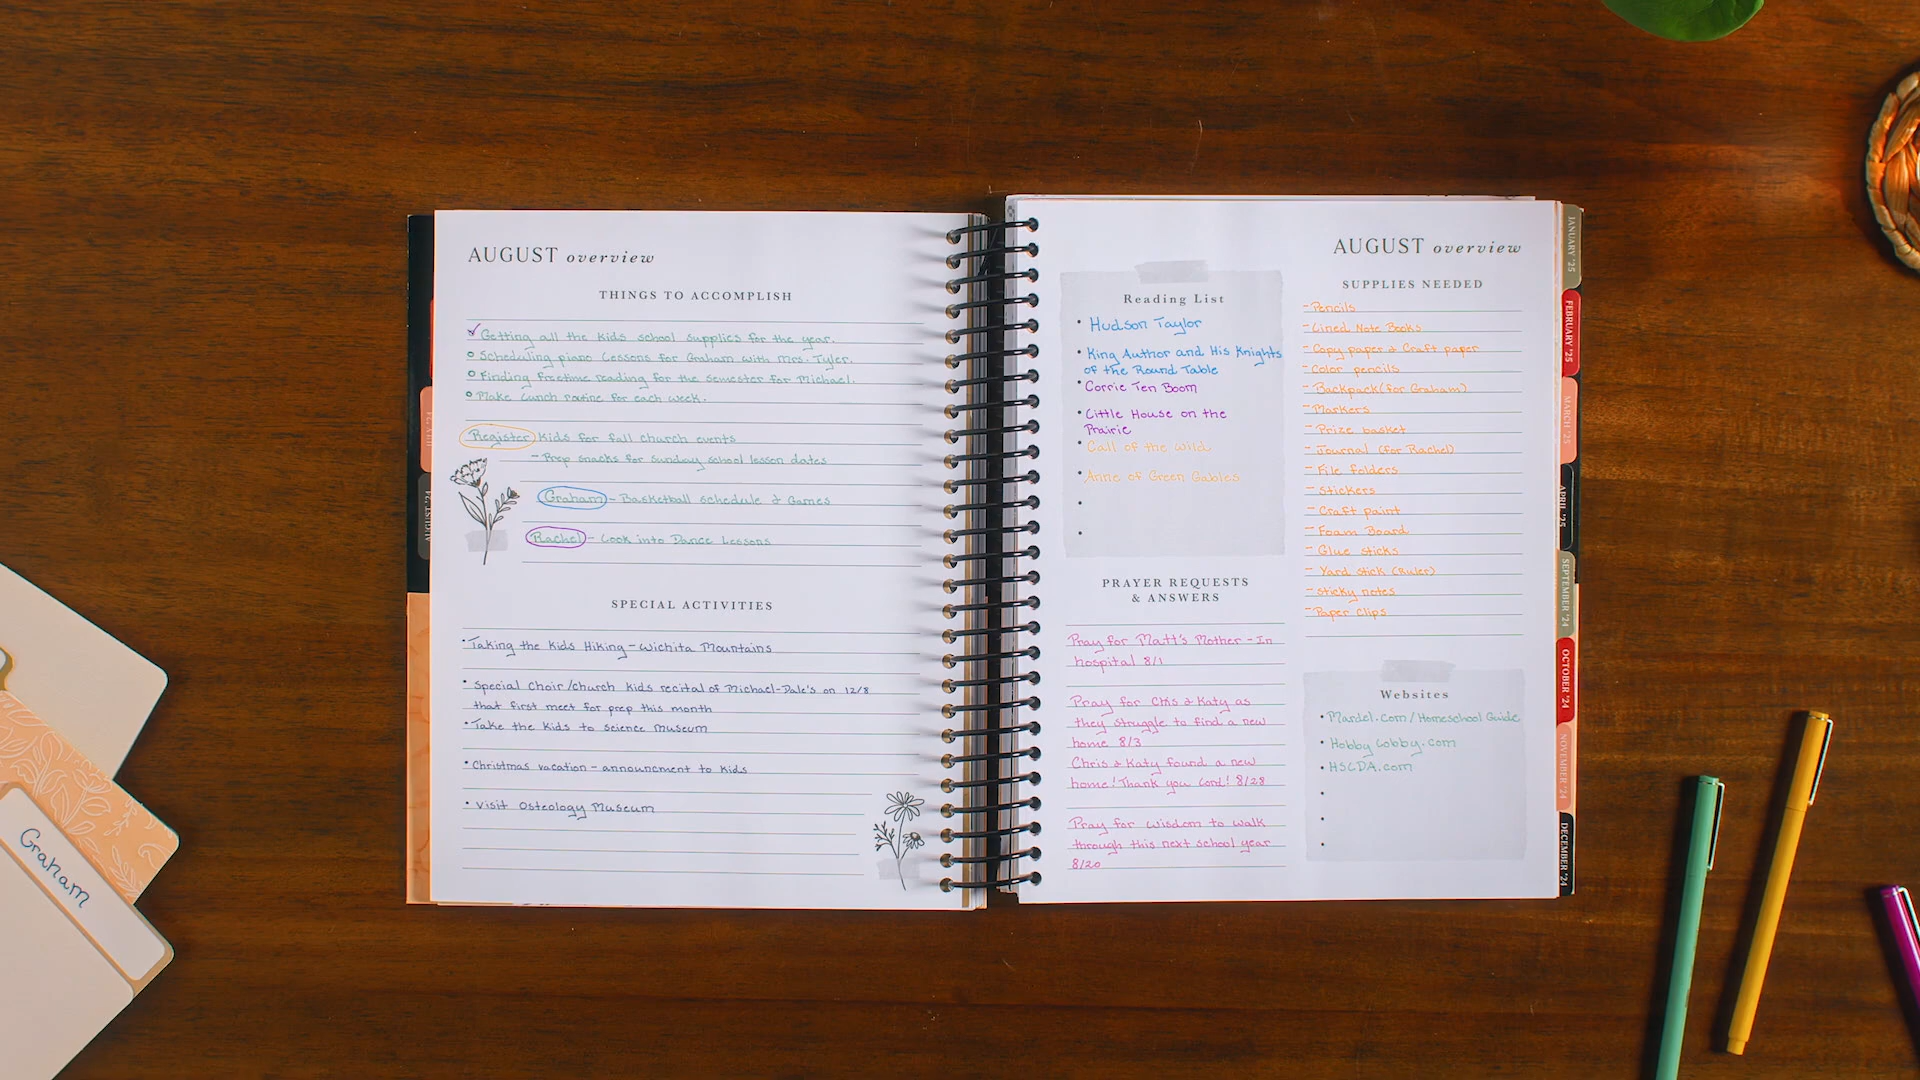 AUGUST overview
THINGS TO ACCOMPLISH
Getting all the kids school supplies for the year.
Scheduling piano Lessons for Graham with Mrs. Tyler.
Finding freetime reading for the semester for Michael.
Make Lunch routine for each week.
Register Kids for fall church events
- Prep snacks for Sunday school lesson dates
Graham - Basketball schedule & Games
Rachel - Look into Dance Lessons
SPECIAL ACTIVITIES
• Taking the Kids Hiking - Wichita Mountains
• Special Choir/church kids recital of Michael-Dale's on 12/8
that first meet for prep this month
• Take the Kids to science museum
• Christmas vacation - announcment to Kids
• Visit Osteology Museum
AUGUST overview
Reading List
• Hudson Taylor
• King Author and His Knights
of the Round Table
• Corrie Ten Boom
• Little House on the
Prairie
• Call of the Wild
• Anne of Green Gables
PRAYER REQUESTS
& ANSWERS
Pray for Matt's Mother - In
hospital 8/1
Pray for Chis & Katy as
they struggle to find a new
home 8/3
Chris & Katy found a new
home! Thank you Lord! 8/28
Pray for wisdom to walk
through this next school year
8/20
SUPPLIES NEEDED
- Pencils
- Lined Note Books
- Copy paper & Craft paper
- Color pencils
- Backpack (for Graham)
- Markers
- Prize basket
- Journal (for Rachel)
- File folders
- Stickers
- Craft paint
- Foam Board
- Glue sticks
- Yard stick (Ruler)
- sticky notes
- Paper clips
Websites
• Mardel.com/Homeschool Guide
• Hobby Lobby.com
• HSLDA.com
JANUARY '25
FEBRUARY '25
MARCH '25
APRIL '25
SEPTEMBER '24
OCTOBER '24
NOVEMBER '24
DECEMBER '24
AUGUST '24
Graham